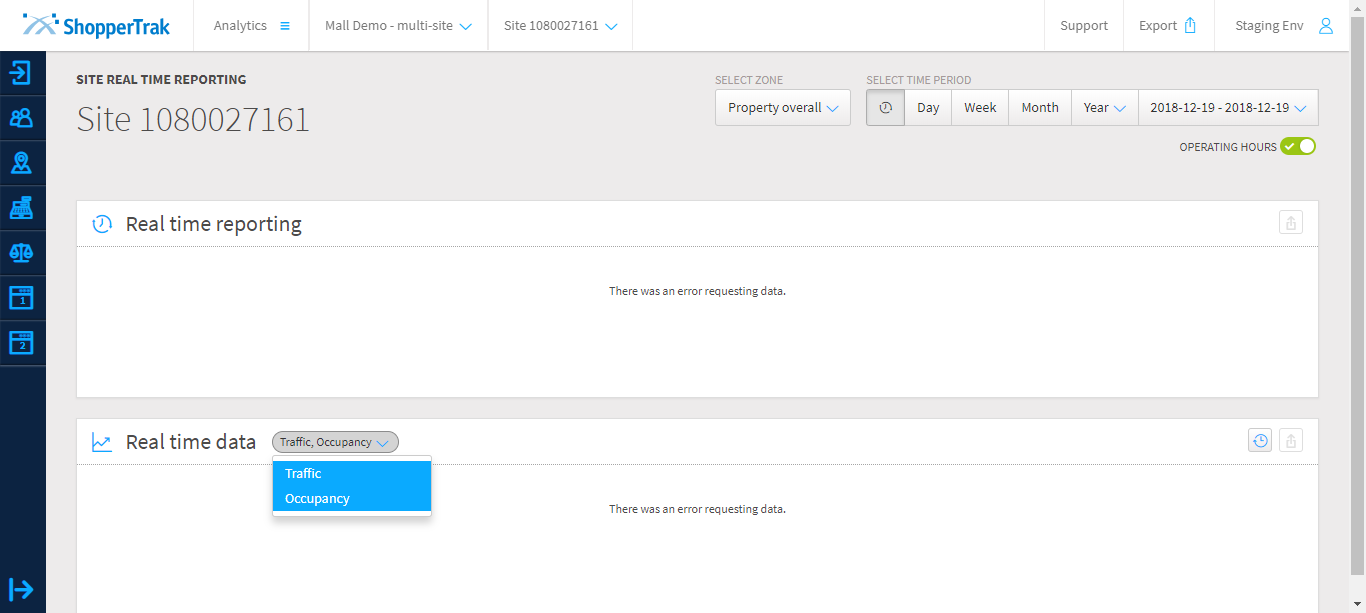 ShopperTrak
Analytics
Mall Demo - multi-site
Site 1080027161
Support
Export
Staging Env
SITE REAL TIME REPORTING
Site 1080027161
SELECT ZONE
Property overall
SELECT TIME PERIOD
Day
Week
Month
Year
2018-12-19 - 2018-12-19
OPERATING HOURS
1
2
Real time reporting
There was an error requesting data.
Real time data
Traffic, Occupancy
Traffic
Occupancy
There was an error requesting data.